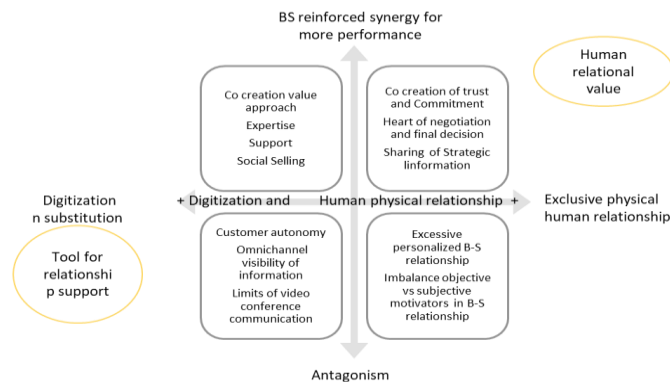 BS reinforced synergy for
more performance
Human
relational
value
Co creation value
approach
Expertise
Support
Social Selling
Co creation of trust
and Commitment
Heart of negotiation
and final decision
Sharing of Strategic
linformation
Digitization
n substitution
+ Digitization and
Human physical relationship +
Exclusive physical
human relationship
Tool for
relationshi
p support
Customer autonomy
Omnichannel
visibility of
information
Limits of video
conference
communication
Excessive
personalized B-S
relationship
Imbalance objective
vs subjective
motivators in B-S
relationship
Antagonism